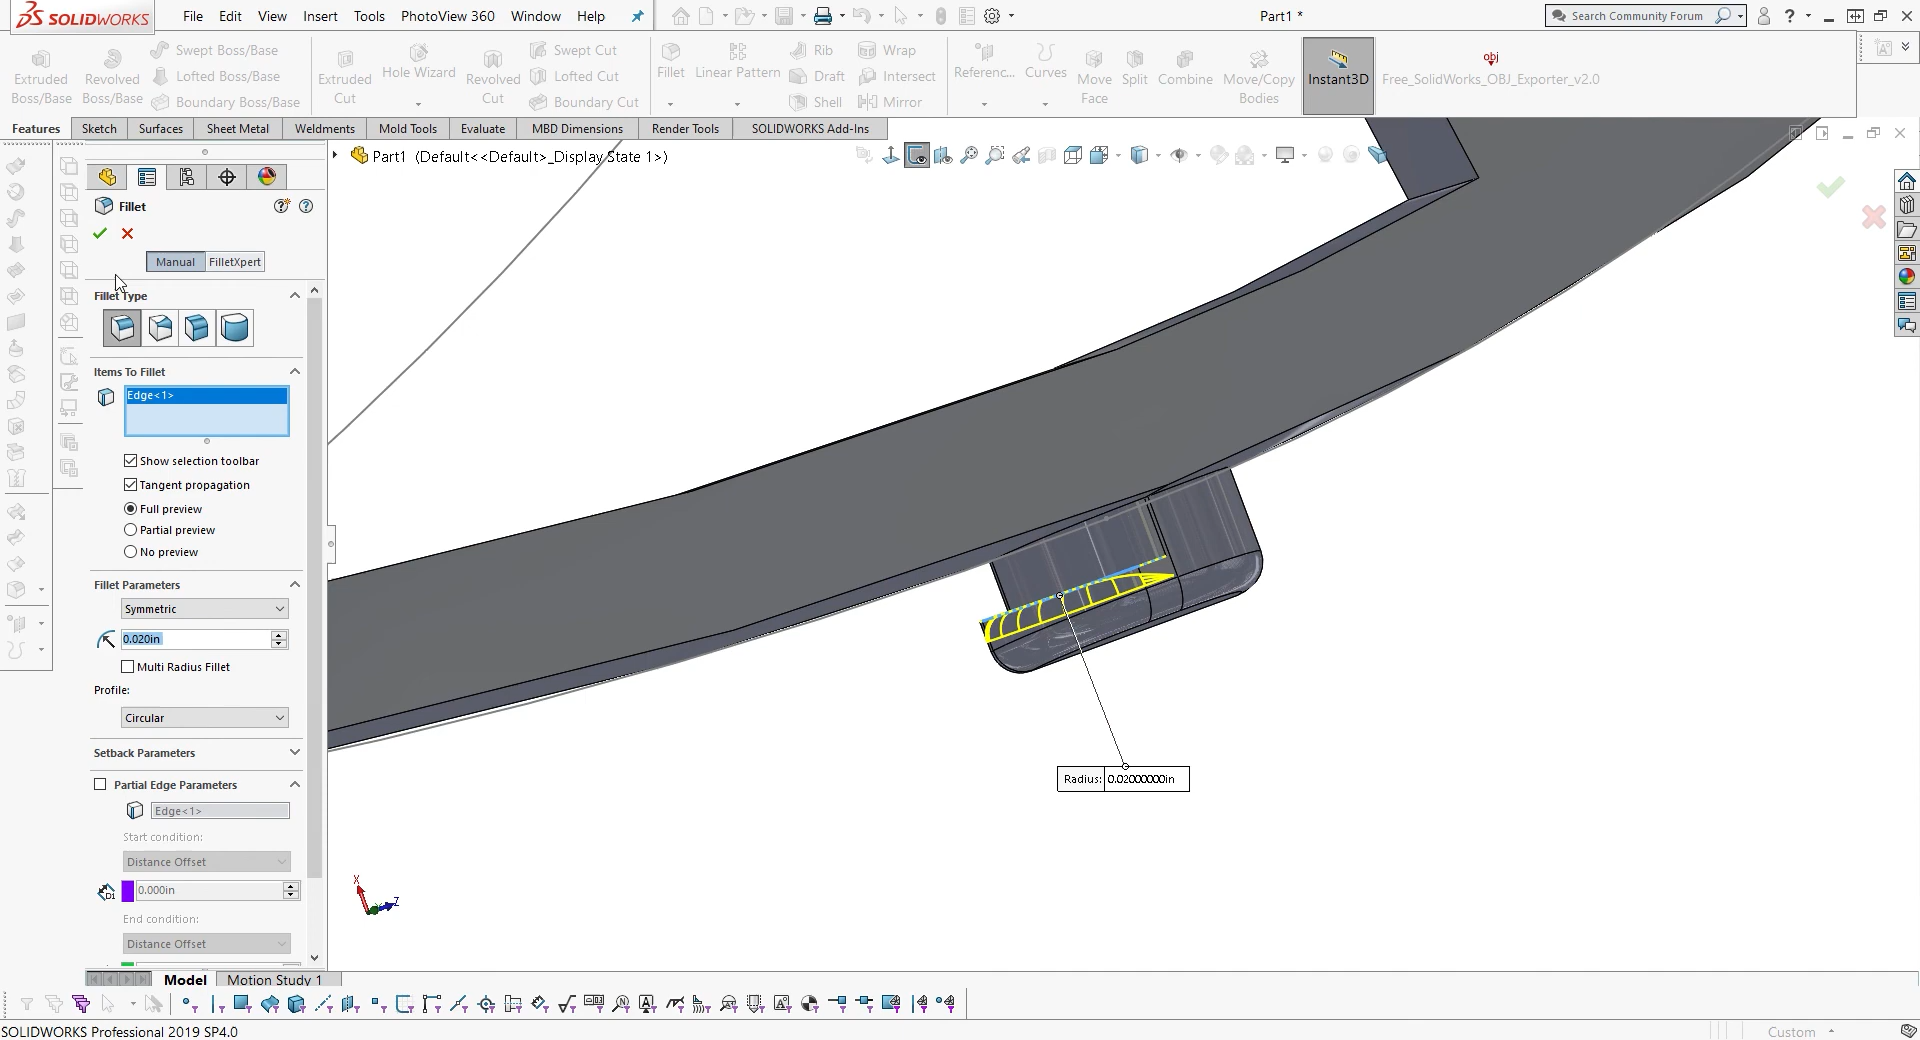 SOLIDWORKS
File Edit View Insert Tools PhotoView 360 Window Help
Part1 *
Search Community Forum
Extruded Boss/Base
Revolved Boss/Base
Swept Boss/Base
Lofted Boss/Base
Boundary Boss/Base
Extruded Cut
Hole Wizard
Revolved Cut
Swept Cut
Lofted Cut
Boundary Cut
Fillet
Linear Pattern
Rib
Draft
Shell
Wrap
Intersect
Mirror
Referenc...
Curves
Move Face
Split
Combine
Move/Copy Bodies
Instant3D
obj
Free_SolidWorks_OBJ_Exporter_v2.0
Features Sketch Surfaces Sheet Metal Weldments Mold Tools Evaluate MBD Dimensions Render Tools SOLIDWORKS Add-Ins
Part1 (Default<<Default>_Display State 1>)
Fillet
Manual FilletXpert
Fillet Type
Items To Fillet
Edge<1>
Show selection toolbar
Tangent propagation
Full preview
Partial preview
No preview
Fillet Parameters
Symmetric
0.020in
Multi Radius Fillet
Profile:
Circular
Setback Parameters
Partial Edge Parameters
Edge<1>
Start condition:
Distance Offset
D1
0.000in
End condition:
Distance Offset
Radius: 0.02000000in
X
Z
Model Motion Study 1
SOLIDWORKS Professional 2019 SP4.0
Custom